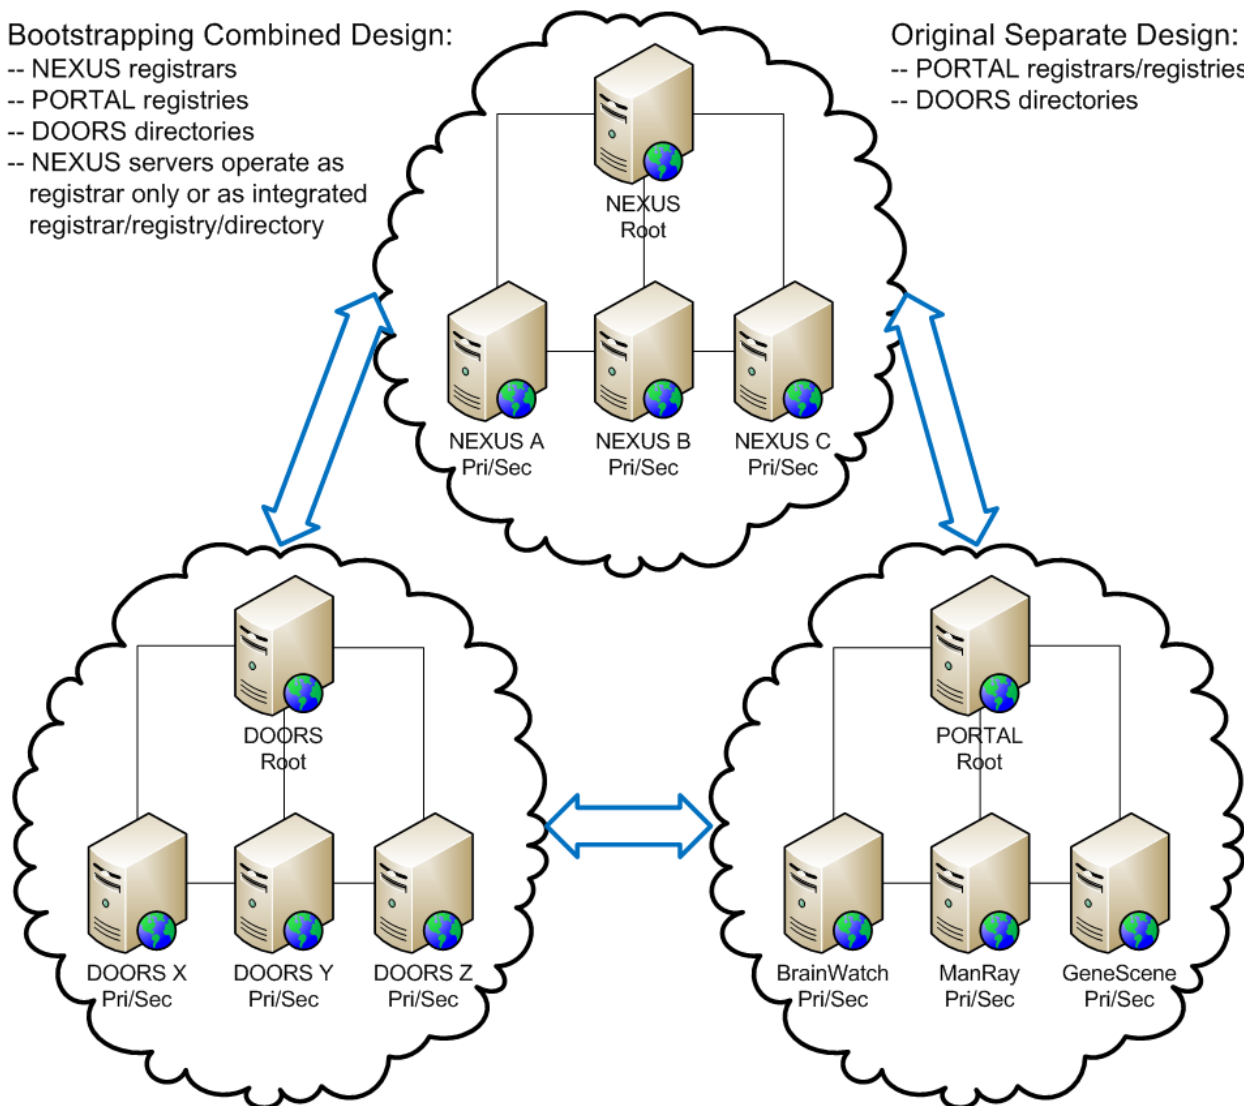 Bootstrapping Combined Design:
-- NEXUS registrars
-- PORTAL registries
-- DOORS directories
-- NEXUS servers operate as
registrar only or as integrated
registrar/registry/directory
Original Separate Design:
-- PORTAL registrars/registries
-- DOORS directories
NEXUS
Root
NEXUS A
Pri/Sec
NEXUS B
Pri/Sec
NEXUS C
Pri/Sec
DOORS
Root
DOORS X
Pri/Sec
DOORS Y
Pri/Sec
DOORS Z
Pri/Sec
PORTAL
Root
BrainWatch
Pri/Sec
ManRay
Pri/Sec
GeneScene
Pri/Sec